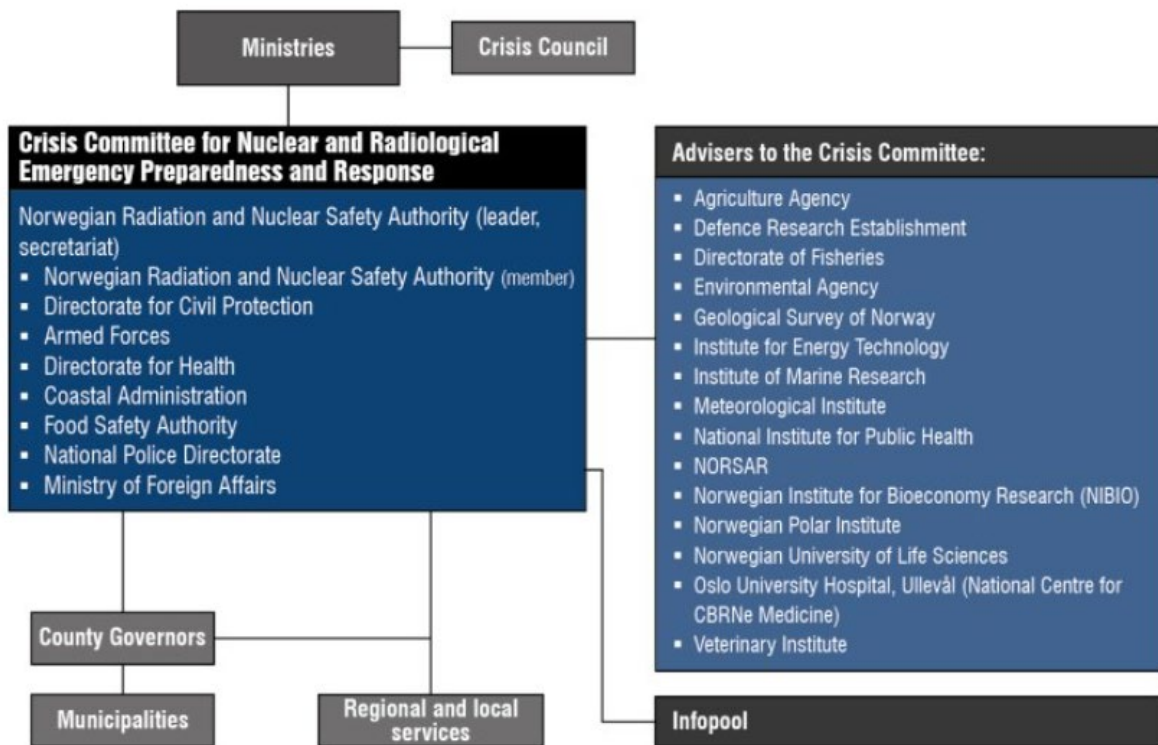 Ministries
Crisis Council
Crisis Committee for Nuclear and Radiological
Emergency Preparedness and Response
Norwegian Radiation and Nuclear Safety Authority (leader,
secretariat)
▪ Norwegian Radiation and Nuclear Safety Authority (member)
▪ Directorate for Civil Protection
▪ Armed Forces
▪ Directorate for Health
▪ Coastal Administration
▪ Food Safety Authority
▪ National Police Directorate
▪ Ministry of Foreign Affairs
Advisers to the Crisis Committee:
▪ Agriculture Agency
▪ Defence Research Establishment
▪ Directorate of Fisheries
▪ Environmental Agency
▪ Geological Survey of Norway
▪ Institute for Energy Technology
▪ Institute of Marine Research
▪ Meteorological Institute
▪ National Institute for Public Health
▪ NORSAR
▪ Norwegian Institute for Bioeconomy Research (NIBIO)
▪ Norwegian Polar Institute
▪ Norwegian University of Life Sciences
▪ Oslo University Hospital, Ullevål (National Centre for
CBRNe Medicine)
▪ Veterinary Institute
County Governors
Municipalities
Regional and local
services
Infopool